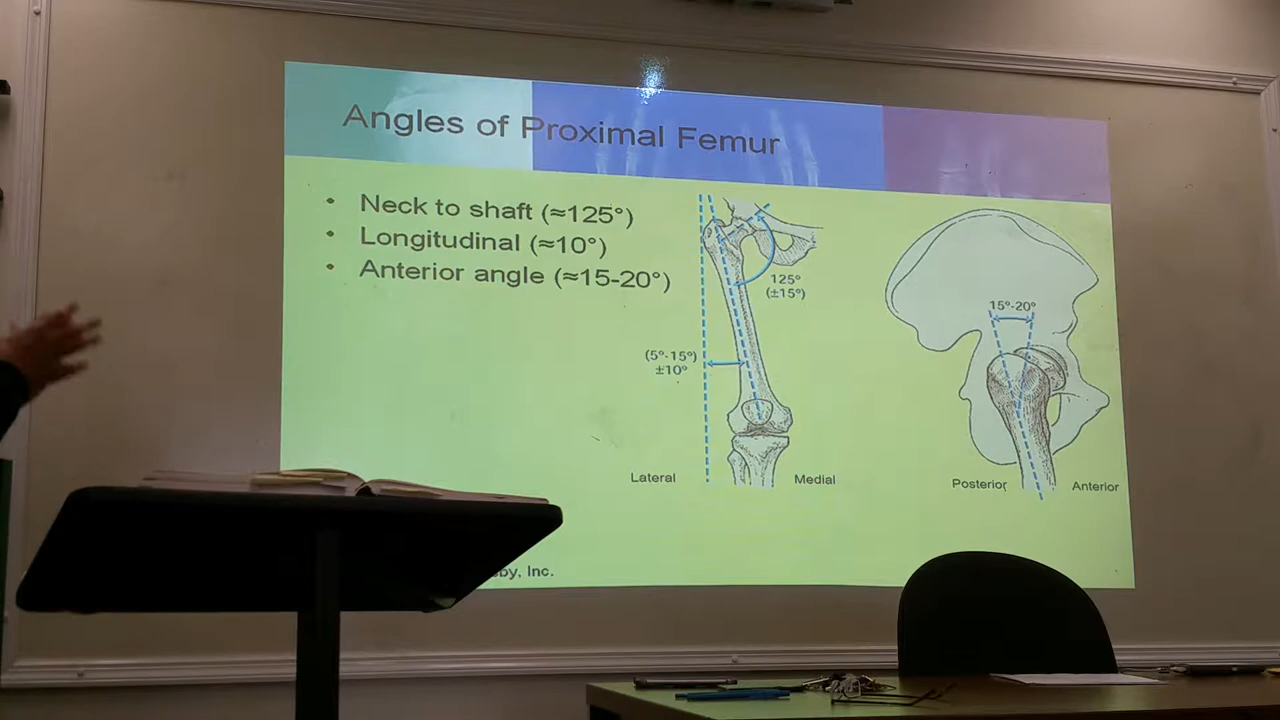 Angles of Proximal Femur
• Neck to shaft (≈125°)
• Longitudinal (≈10°)
• Anterior angle (≈15-20°)
125°
(±15°)
(5°-15°)
±10°
Lateral
Medial
15°-20°
Posterior
Anterior
Inc.